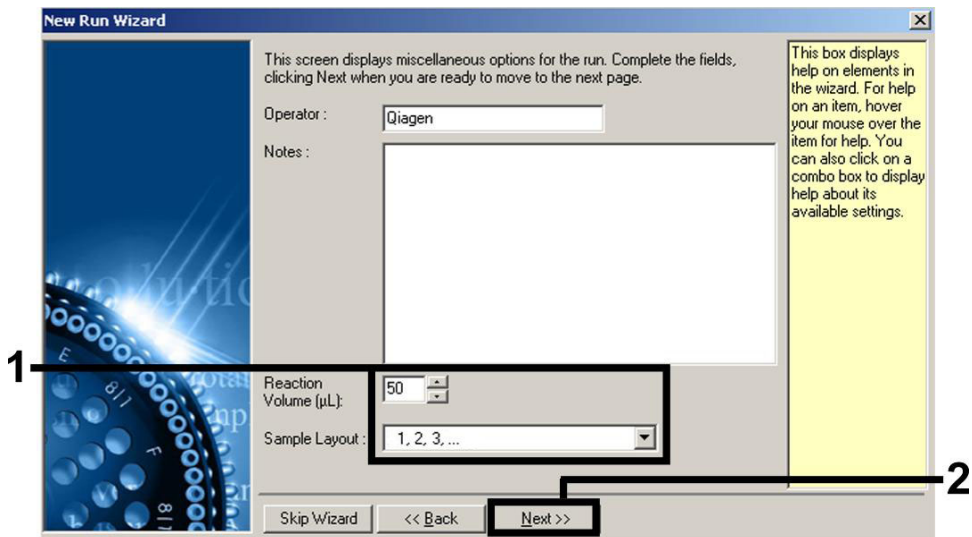 New Run Wizard
This screen displays miscellaneous options for the run. Complete the fields,
clicking Next when you are ready to move to the next page.
Operator :
Qiagen
Notes :
Reaction
Volume (µL):
50
Sample Layout :
1, 2, 3, ...
Skip Wizard
<< Back
Next >>
This box displays
help on elements in
the wizard. For help
on an item, hover
your mouse over the
item for help. You
can also click on a
combo box to display
help about its
available settings.
1
2
E
8/1
F
8/1